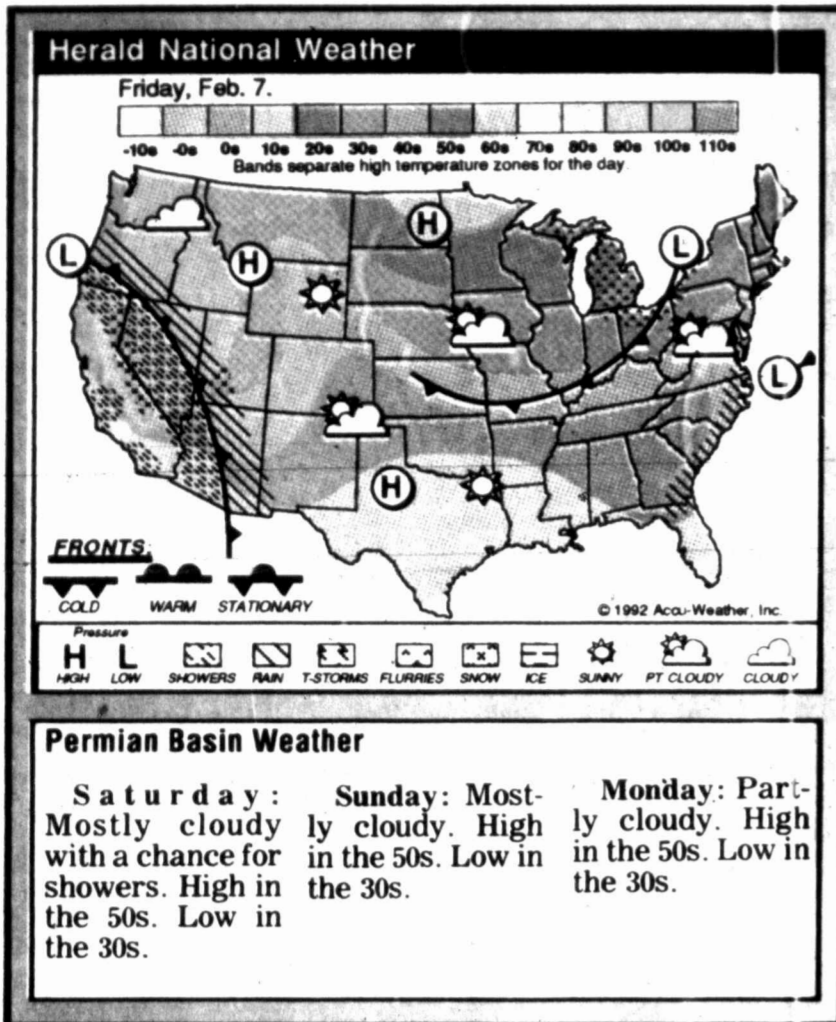 Herald National Weather
Friday, Feb. 7.
-10s -0s 0s 10s 20s 30s 40s 50s 60s 70s 80s 90s 100s 110s
Bands separate high temperature zones for the day.
L
H
H
L
L
H
FRONTS:
COLD WARM STATIONARY
© 1992 Accu-Weather, Inc.
Pressure
H L
HIGH LOW SHOWERS RAIN T-STORMS FLURRIES SNOW ICE SUNNY PT CLOUDY CLOUDY
Permian Basin Weather
Saturday:
Mostly cloudy
with a chance for
showers. High in
the 50s. Low in
the 30s.
Sunday: Most-
ly cloudy. High
in the 50s. Low in
the 30s.
Monday: Part-
ly cloudy. High
in the 50s. Low in
the 30s.